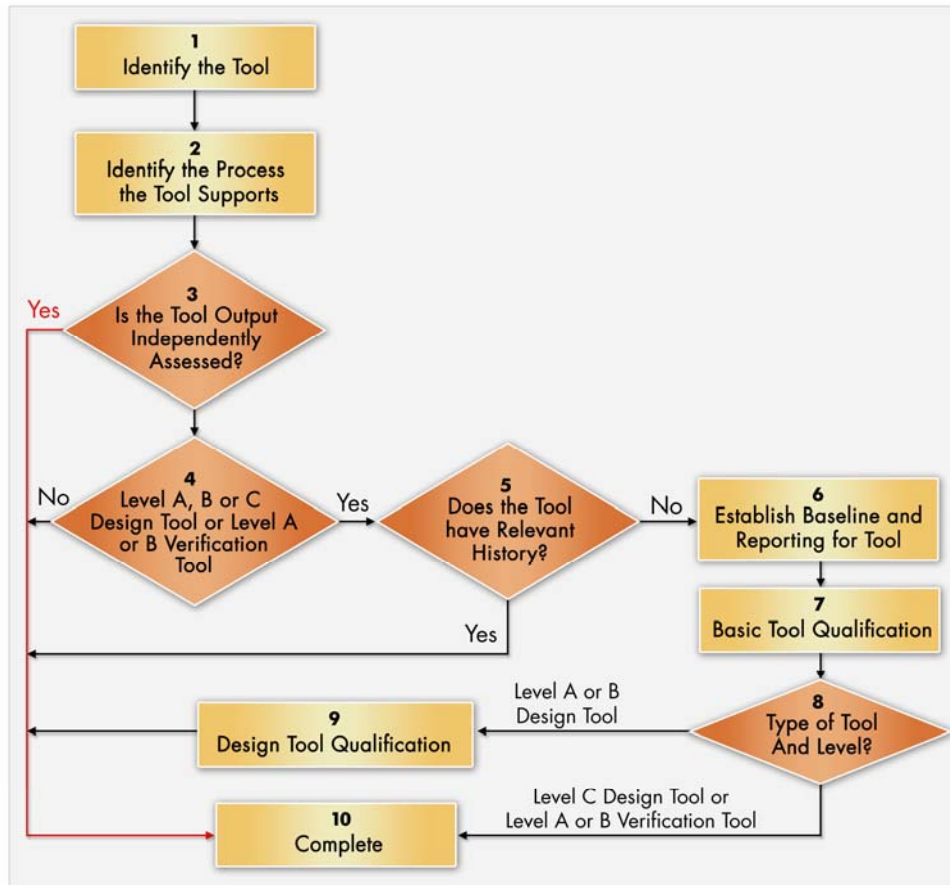 1
Identify the Tool
2
Identify the Process
the Tool Supports
Yes
3
Is the Tool Output
Independently
Assessed?
No
4
Level A, B or C
Design Tool or Level A
or B Verification
Tool
Yes
5
Does the Tool
have Relevant
History?
No
6
Establish Baseline and
Reporting for Tool
Yes
7
Basic Tool Qualification
Level A or B
Design Tool
8
Type of Tool
And Level?
9
Design Tool Qualification
Level C Design Tool or
Level A or B Verification Tool
10
Complete